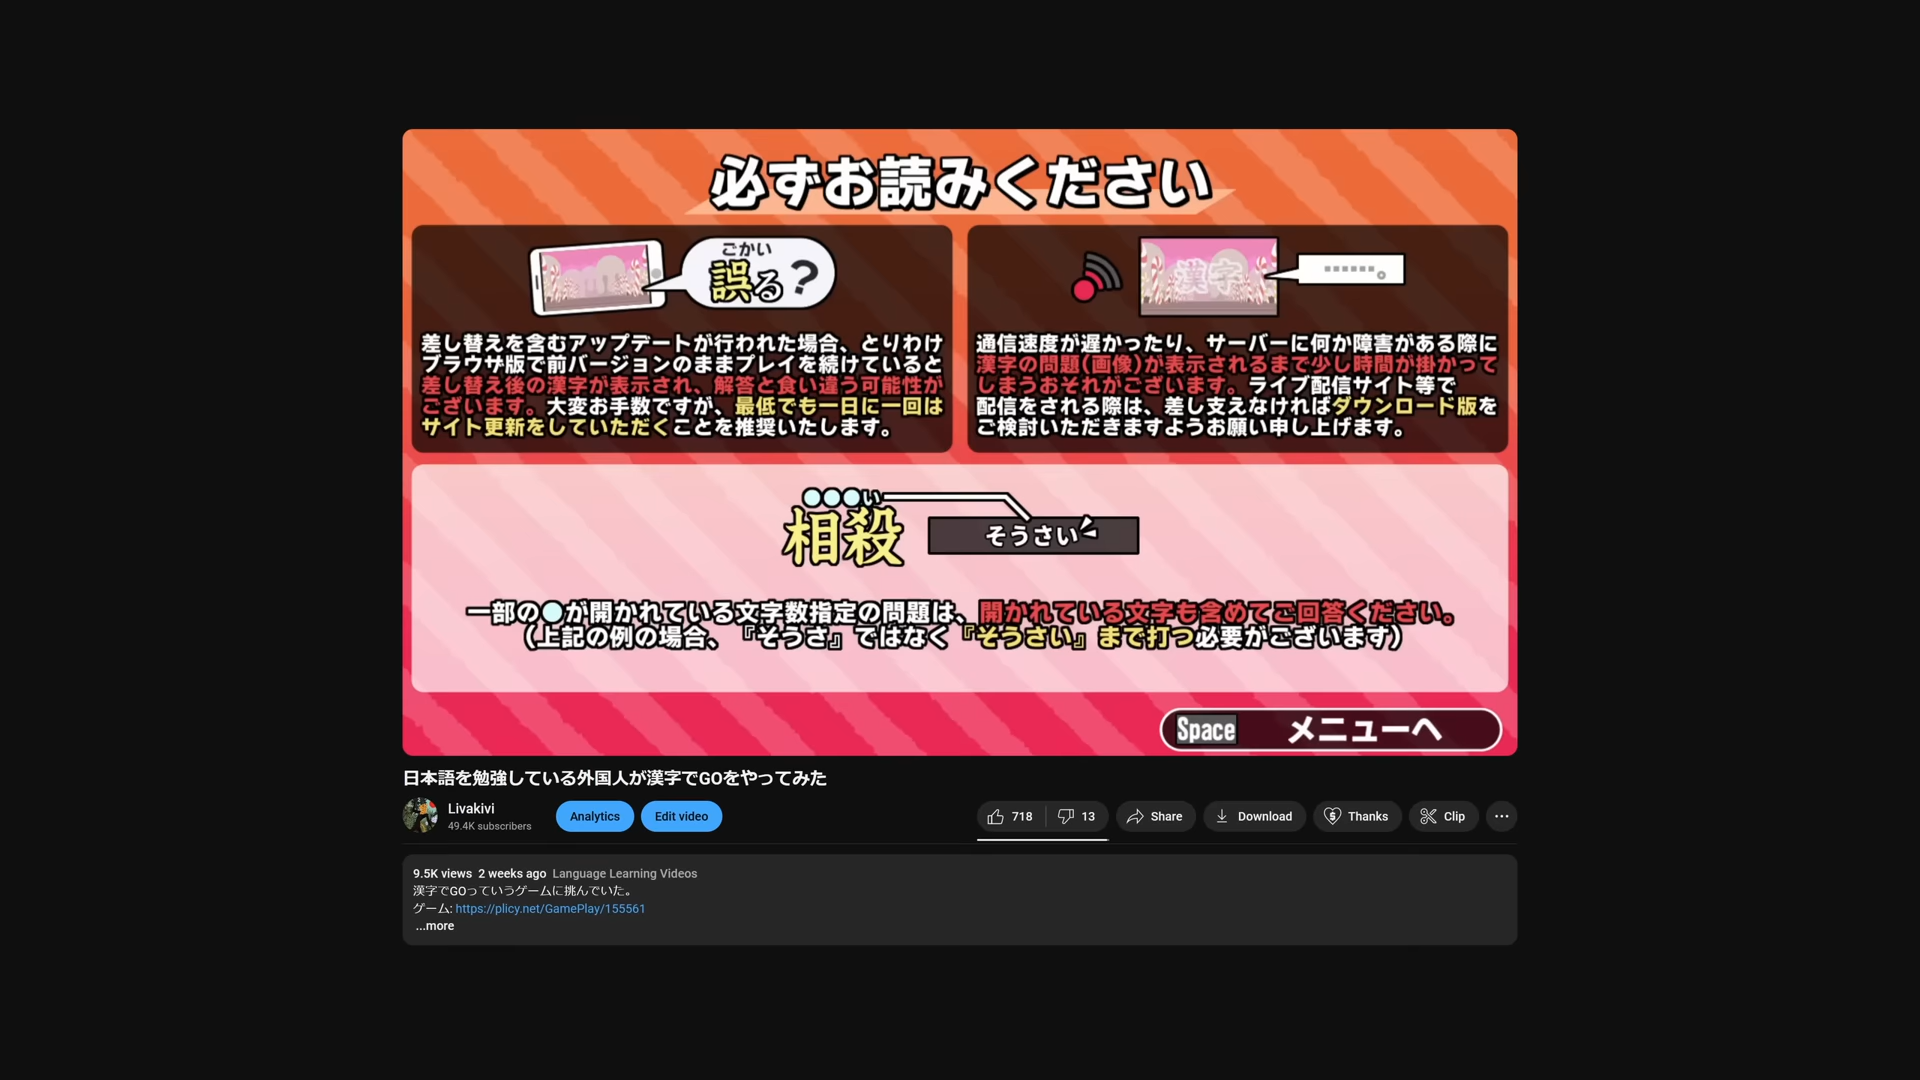 必ずお読みください
ごかい
誤る?
差し替えを含むアップデートが行われた場合、とりわけ
ブラウザ版で前バージョンのままプレイを続けていると
差し替え後の漢字が表示され、解答と食い違う可能性が
ございます。大変お手数ですが、最低でも一日に一回は
サイト更新をしていただくことを推奨いたします。
漢字
通信速度が遅かったり、サーバーに何か障害がある際に
漢字の問題(画像)が表示されるまで少し時間が掛かって
しまうおそれがございます。ライブ配信サイト等で
配信をされる際は、差し支えなければダウンロード版を
ご検討いただきますようお願い申し上げます。
●●●い
相殺
そうさい
一部の●が開かれている文字数指定の問題は、開かれている文字も含めてご回答ください。
(上記の例の場合、『そうさ』ではなく『そうさい』まで打つ必要がございます)
Space メニューへ
日本語を勉強している外国人が漢字でGOをやってみた
Livakivi
49.4K subscribers
Analytics
Edit video
718
13
Share
Download
Thanks
Clip
9.5K views 2 weeks ago Language Learning Videos
漢字でGOっていうゲームに挑んでいた。
ゲーム: https://plicy.net/GamePlay/155561
...more